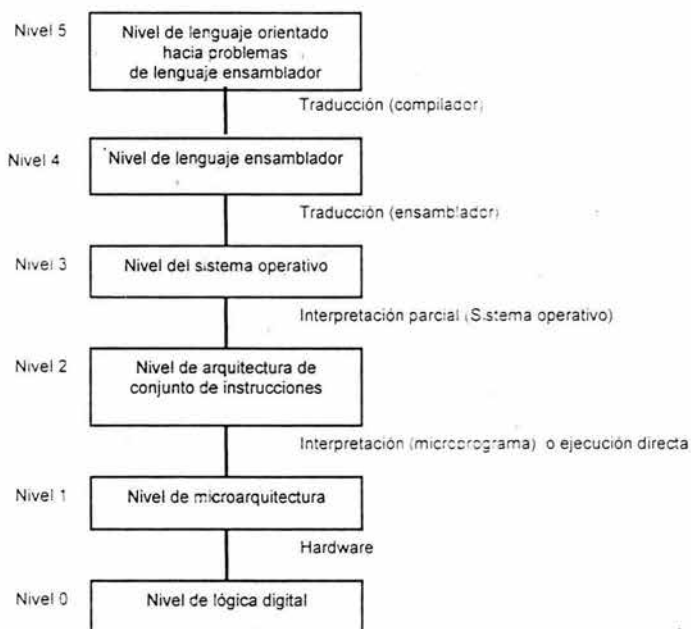 Nivel 5
Nivel de lenguaje orientado
hacia problemas
de lenguaje ensamblador
Traducción (compilador)
Nivel 4
Nivel de lenguaje ensamblador
Traducción (ensamblador)
Nivel 3
Nivel del sistema operativo
Interpretación parcial (Sistema operativo)
Nivel 2
Nivel de arquitectura de
conjunto de instrucciones
Interpretación (microprograma) o ejecución directa
Nivel 1
Nivel de microarquitectura
Hardware
Nivel 0
Nivel de lógica digital